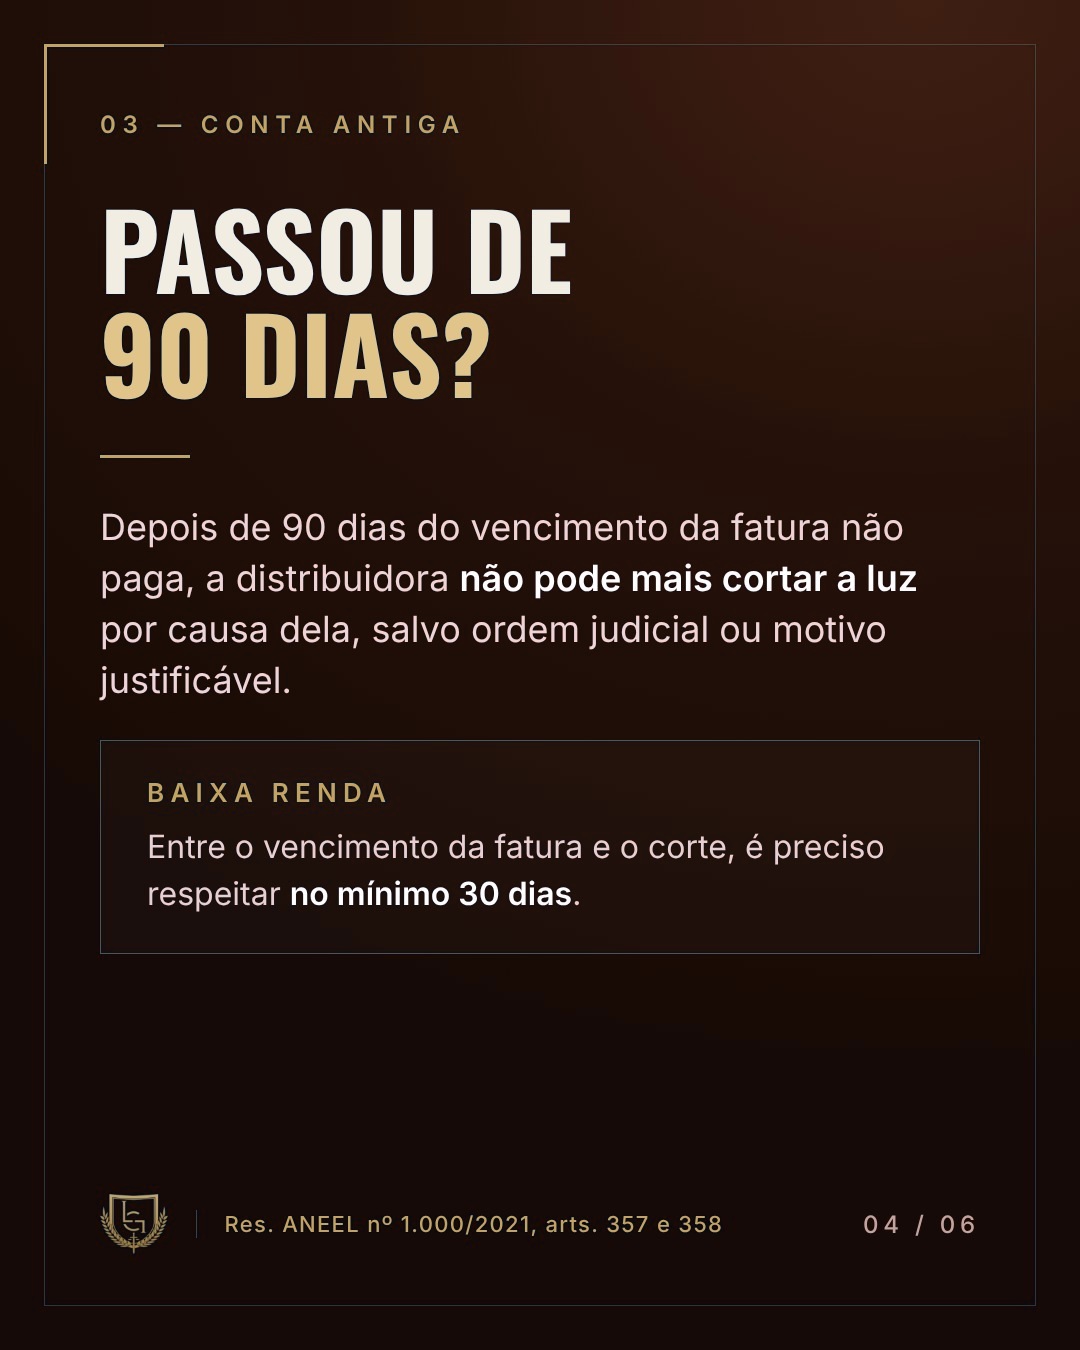 03 — CONTA ANTIGA
PASSOU DE
90 DIAS?
Depois de 90 dias do vencimento da fatura não
paga, a distribuidora não pode mais cortar a luz
por causa dela, salvo ordem judicial ou motivo
justificável.
BAIXA RENDA
Entre o vencimento da fatura e o corte, é preciso
respeitar no mínimo 30 dias.
LG
Res. ANEEL nº 1.000/2021, arts. 357 e 358
04 / 06